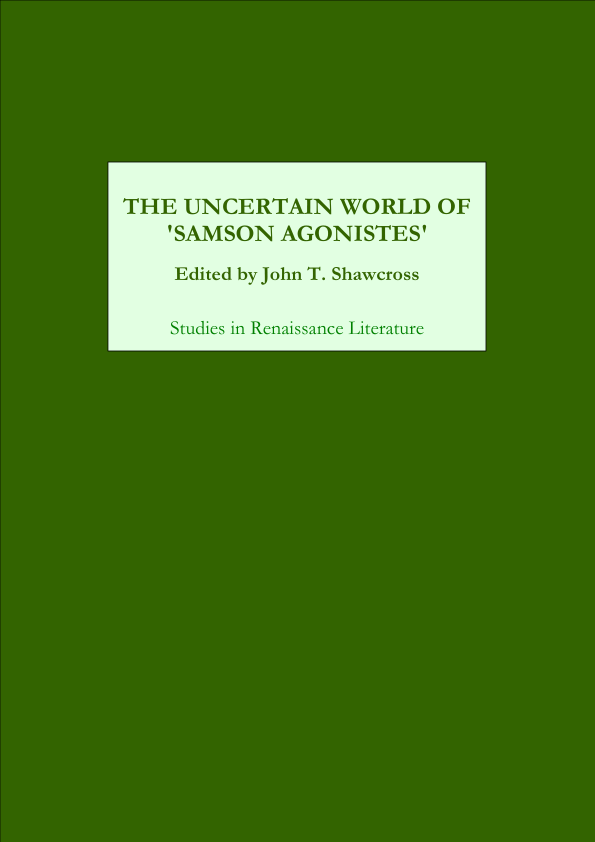 THE UNCERTAIN WORLD OF
'SAMSON AGONISTES'
Edited by John T. Shawcross
Studies in Renaissance Literature